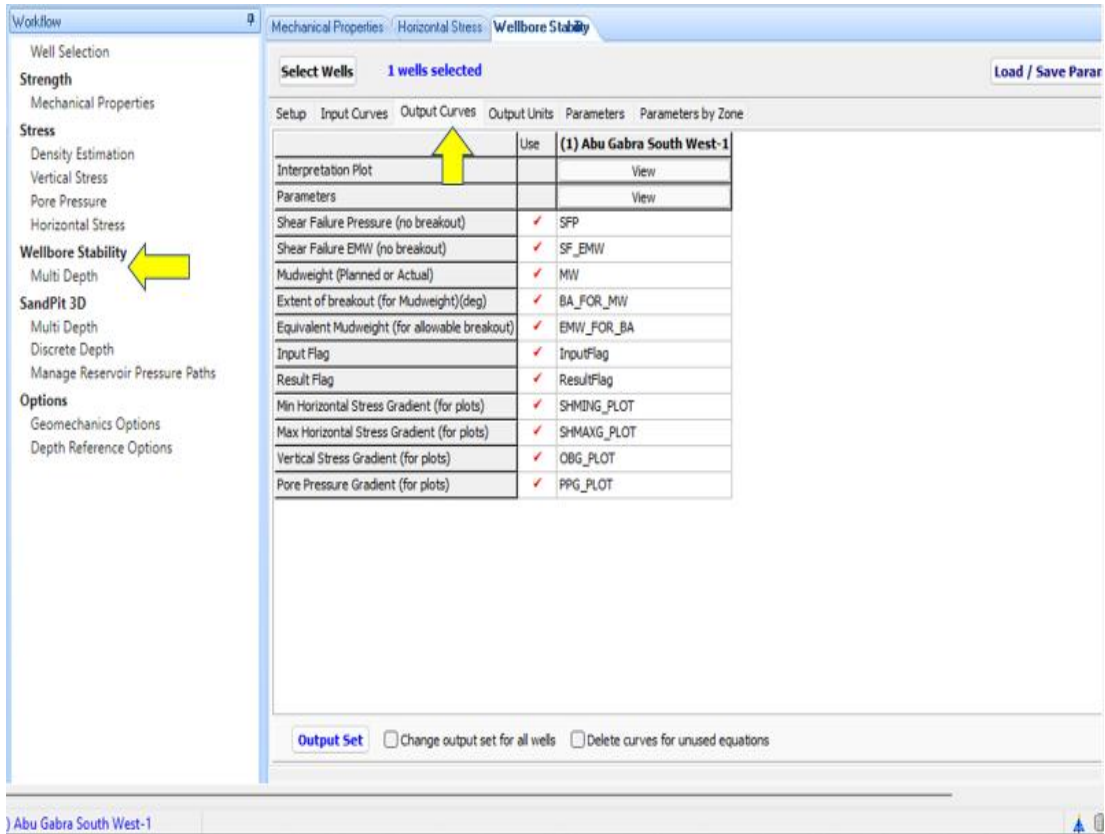 Workflow
Well Selection
Strength
Mechanical Properties
Stress
Density Estimation
Vertical Stress
Pore Pressure
Horizontal Stress
Wellbore Stability
Multi Depth
SandPit 3D
Multi Depth
Discrete Depth
Manage Reservoir Pressure Paths
Options
Geomechanics Options
Depth Reference Options
Mechanical Properties Horizontal Stress Wellbore Stability
Select Wells 1 wells selected Load / Save Parar
Setup Input Curves Output Curves Output Units Parameters Parameters by Zone
Use (1) Abu Gabra South West-1
Interpretation Plot View
Parameters View
Shear Failure Pressure (no breakout) SFP
Shear Failure EMW (no breakout) SF_EMW
Mudweight (Planned or Actual) MW
Extent of breakout (for Mudweight)(deg) BA_FOR_MW
Equivalent Mudweight (for allowable breakout) EMW_FOR_BA
Input Flag InputFlag
Result Flag ResultFlag
Min Horizontal Stress Gradient (for plots) SHMING_PLOT
Max Horizontal Stress Gradient (for plots) SHMAXG_PLOT
Vertical Stress Gradient (for plots) OBG_PLOT
Pore Pressure Gradient (for plots) PPG_PLOT
Output Set Change output set for all wells Delete curves for unused equations
) Abu Gabra South West-1